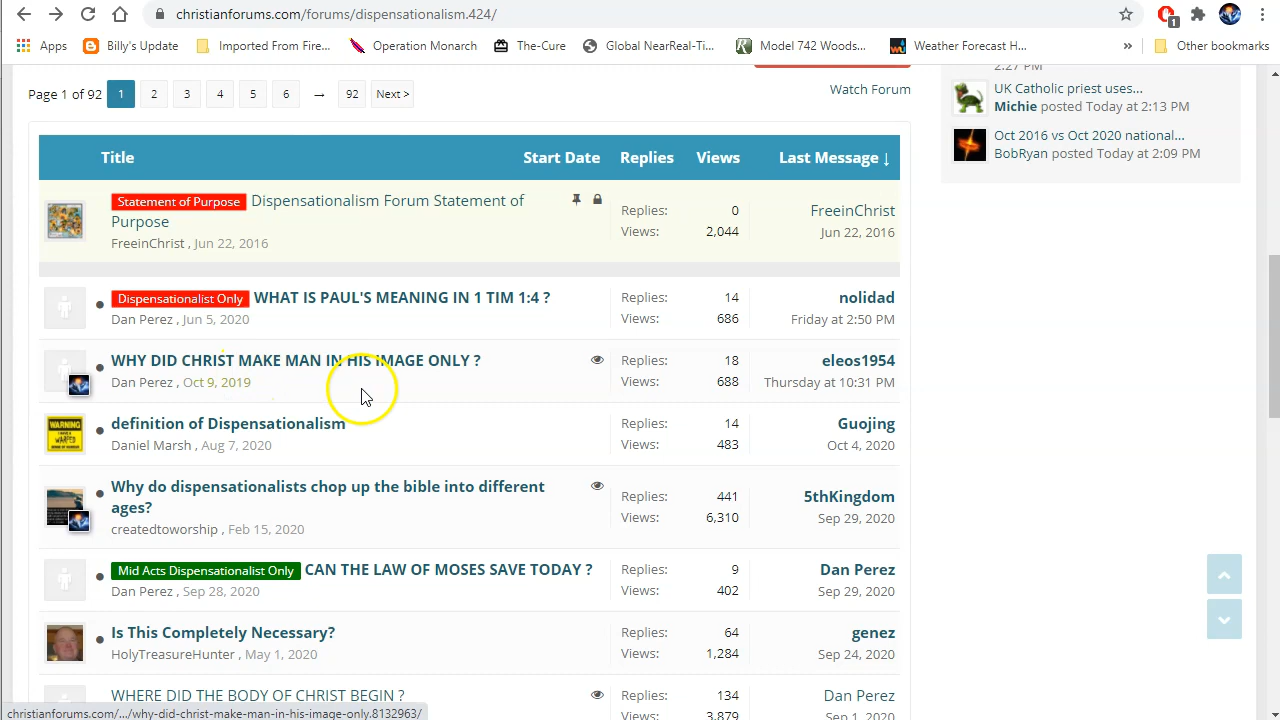 christianforums.com/forums/dispensationalism.424/
1
Apps Billy's Update Imported From Fire... Operation Monarch The-Cure Global NearReal-Ti... Model 742 Woods... Weather Forecast H... » Other bookmarks
2:27 PM
Page 1 of 92 1 2 3 4 5 6 → 92 Next >
Watch Forum
UK Catholic priest uses...
Michie posted Today at 2:13 PM
Oct 2016 vs Oct 2020 national...
BobRyan posted Today at 2:09 PM
Title Start Date Replies Views Last Message ↓
Statement of Purpose Dispensationalism Forum Statement of
Purpose
FreeinChrist , Jun 22, 2016
Replies: 0
Views: 2,044
FreeinChrist
Jun 22, 2016
Dispensationalist Only WHAT IS PAUL'S MEANING IN 1 TIM 1:4 ?
Dan Perez , Jun 5, 2020
Replies: 14
Views: 686
nolidad
Friday at 2:50 PM
WHY DID CHRIST MAKE MAN IN HIS IMAGE ONLY ?
Dan Perez , Oct 9, 2019
Replies: 18
Views: 688
eleos1954
Thursday at 10:31 PM
WARNING
definition of Dispensationalism
Daniel Marsh , Aug 7, 2020
Replies: 14
Views: 483
Guojing
Oct 4, 2020
Why do dispensationalists chop up the bible into different
ages?
createdtoworship , Feb 15, 2020
Replies: 441
Views: 6,310
5thKingdom
Sep 29, 2020
Mid Acts Dispensationalist Only CAN THE LAW OF MOSES SAVE TODAY ?
Dan Perez , Sep 28, 2020
Replies: 9
Views: 402
Dan Perez
Sep 29, 2020
Is This Completely Necessary?
HolyTreasureHunter , May 1, 2020
Replies: 64
Views: 1,284
genez
Sep 24, 2020
WHERE DID THE BODY OF CHRIST BEGIN ?
Replies: 134
Views: 3,879
Dan Perez
Sep 1, 2020
christianforums.com/.../why-did-christ-make-man-in-his-image-only.8132963/